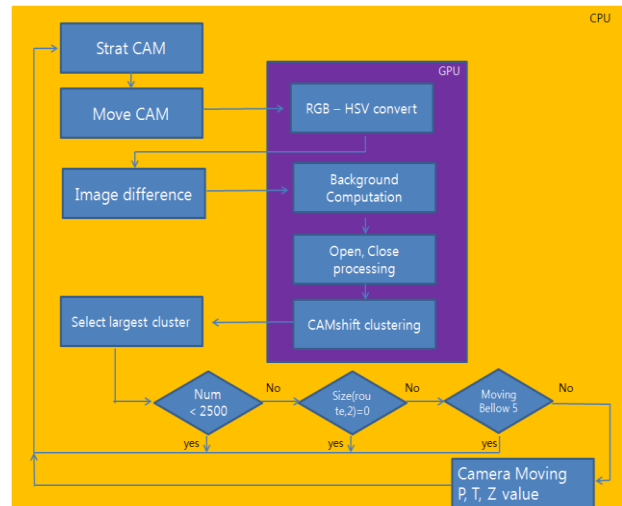 CPU
Strat CAM
GPU
Move CAM
RGB – HSV convert
Image difference
Background
Computation
Open, Close
processing
Select largest cluster
CAMshift clustering
Num
< 2500
No
Size(rou
te,2)=0
No
Moving
Bellow 5
No
yes
yes
yes
Camera Moving
P, T, Z value